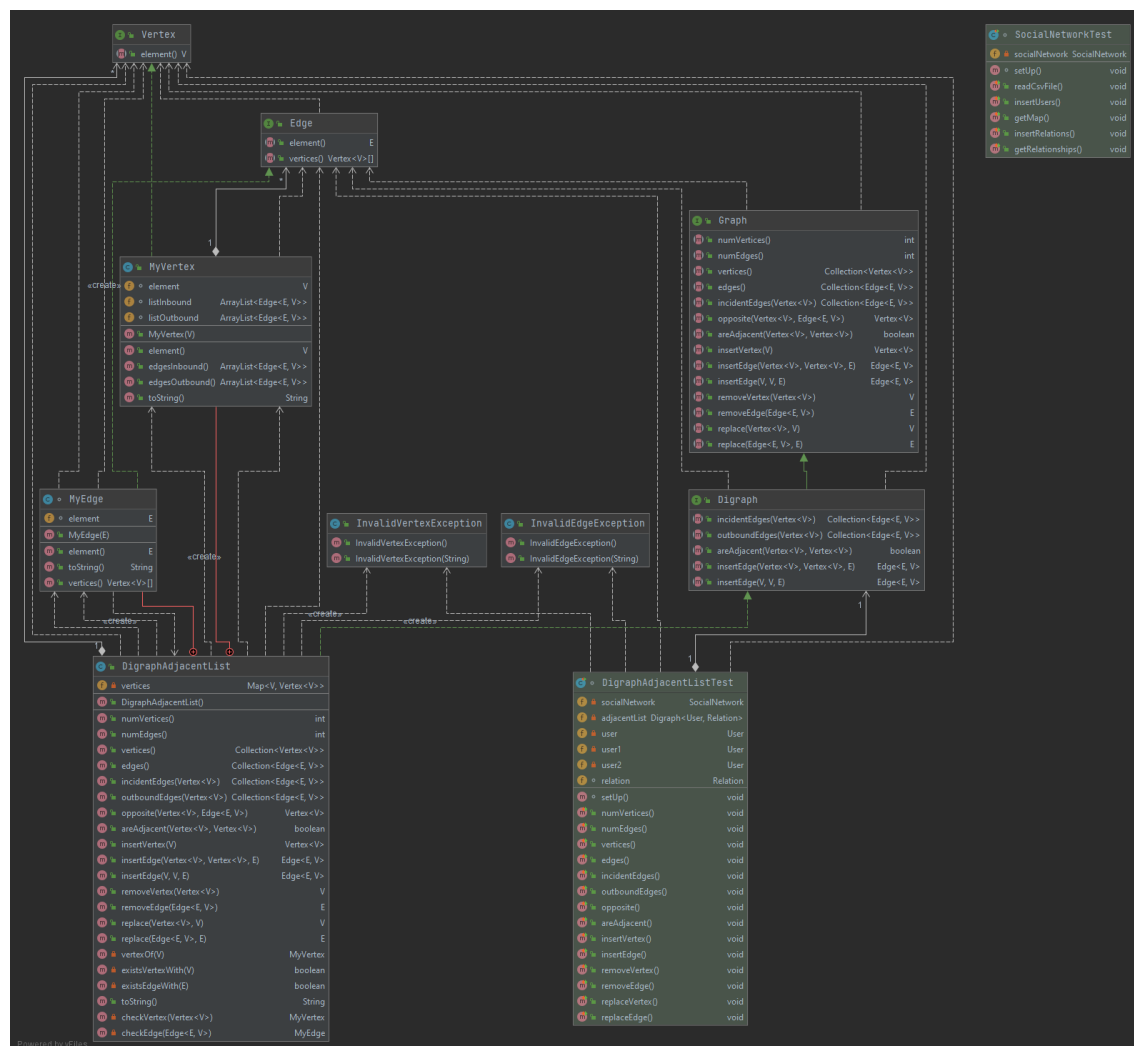 Vertex
element() V
SocialNetworkTest
socialNetwork SocialNetwork
setUp() void
readCsvFile() void
insertUsers() void
getMap() void
insertRelations() void
getRelationships() void
*
Edge
element() E
vertices() Vertex<V>[]
*
1
Graph
numVertices() int
numEdges() int
vertices() Collection<Vertex<V>>
edges() Collection<Edge<E, V>>
incidentEdges(Vertex<V>) Collection<Edge<E, V>>
opposite(Vertex<V>, Edge<E, V>) Vertex<V>
areAdjacent(Vertex<V>, Vertex<V>) boolean
insertVertex(V) Vertex<V>
insertEdge(Vertex<V>, Vertex<V>, E) Edge<E, V>
insertEdge(V, V, E) Edge<E, V>
removeVertex(Vertex<V>) V
removeEdge(Edge<E, V>) E
replace(Vertex<V>, V) V
replace(Edge<E, V>, E) E
MyVertex
«create»
element V
listInbound ArrayList<Edge<E, V>>
listOutbound ArrayList<Edge<E, V>>
MyVertex(V)
element() V
edgesInbound() ArrayList<Edge<E, V>>
edgesOutbound() ArrayList<Edge<E, V>>
toString() String
MyEdge
element E
MyEdge(E)
element() E
toString() String
vertices() Vertex<V>[]
«create»
InvalidVertexException
InvalidVertexException()
InvalidVertexException(String)
InvalidEdgeException
InvalidEdgeException()
InvalidEdgeException(String)
Digraph
incidentEdges(Vertex<V>) Collection<Edge<E, V>>
outboundEdges(Vertex<V>) Collection<Edge<E, V>>
areAdjacent(Vertex<V>, Vertex<V>) boolean
insertEdge(Vertex<V>, Vertex<V>, E) Edge<E, V>
insertEdge(V, V, E) Edge<E, V>
1
«create»
«create»
«create»
1
1
DigraphAdjacentList
vertices Map<V, Vertex<V>>
DigraphAdjacentList()
numVertices() int
numEdges() int
vertices() Collection<Vertex<V>>
edges() Collection<Edge<E, V>>
incidentEdges(Vertex<V>) Collection<Edge<E, V>>
outboundEdges(Vertex<V>) Collection<Edge<E, V>>
opposite(Vertex<V>, Edge<E, V>) Vertex<V>
areAdjacent(Vertex<V>, Vertex<V>) boolean
insertVertex(V) Vertex<V>
insertEdge(Vertex<V>, Vertex<V>, E) Edge<E, V>
insertEdge(V, V, E) Edge<E, V>
removeVertex(Vertex<V>) V
removeEdge(Edge<E, V>) E
replace(Vertex<V>, V) V
replace(Edge<E, V>, E) E
vertexOf(V) MyVertex
existsVertexWith(V) boolean
existsEdgeWith(E) boolean
toString() String
checkVertex(Vertex<V>) MyVertex
checkEdge(Edge<E, V>) MyEdge
DigraphAdjacentListTest
socialNetwork SocialNetwork
adjacentList Digraph<User, Relation>
user User
user1 User
user2 User
relation Relation
setUp() void
numVertices() void
numEdges() void
vertices() void
edges() void
incidentEdges() void
outboundEdges() void
opposite() void
areAdjacent() void
insertVertex() void
insertEdge() void
removeVertex() void
removeEdge() void
replaceVertex() void
replaceEdge() void
Powered by yFiles